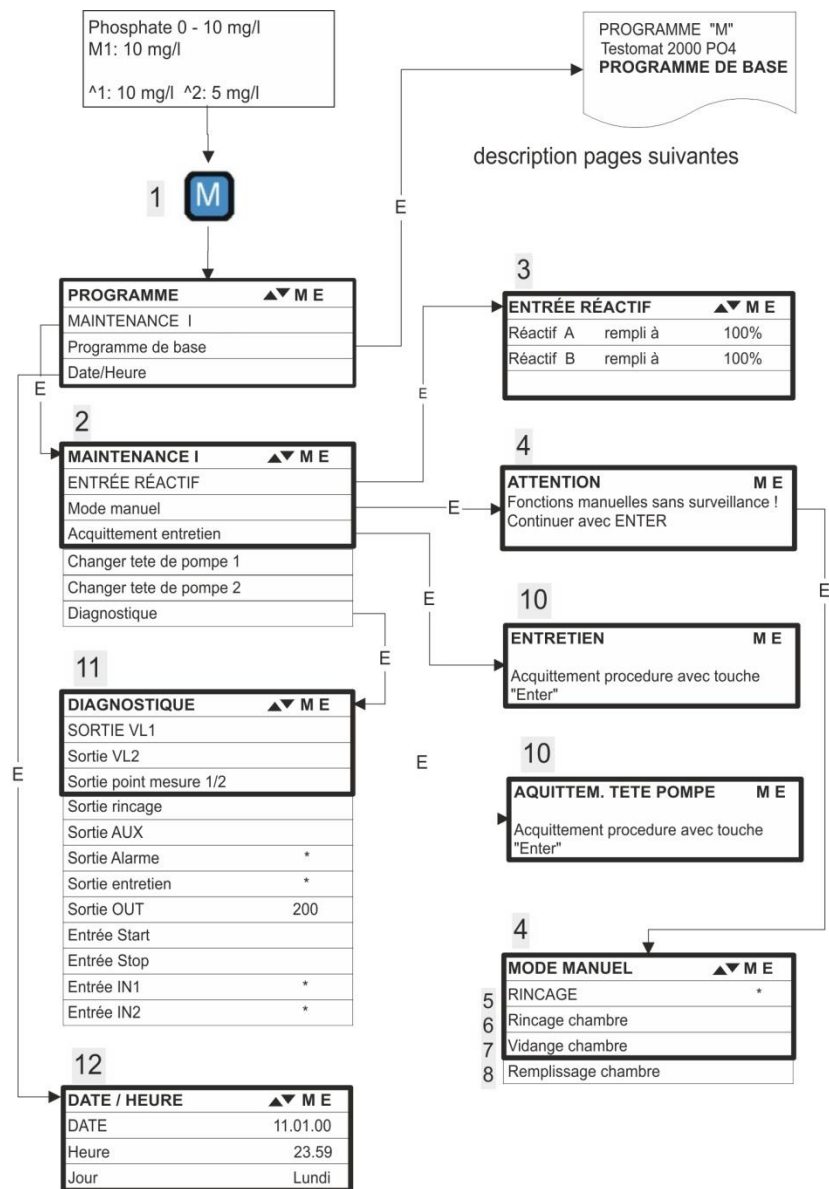 Phosphate 0 - 10 mg/l
M1: 10 mg/l
^1: 10 mg/l ^2: 5 mg/l
PROGRAMME "M"
Testomat 2000 PO4
PROGRAMME DE BASE
description pages suivantes
E
1
M
PROGRAMME ▲▼ M E
MAINTENANCE I
Programme de base
Date/Heure
E
3
ENTRÉE RÉACTIF ▲▼ M E
Réactif A rempli à 100%
Réactif B rempli à 100%
E
2
MAINTENANCE I ▲▼ M E
ENTRÉE RÉACTIF
Mode manuel
Acquittement entretien
Changer tete de pompe 1
Changer tete de pompe 2
Diagnostique
4
ATTENTION M E
Fonctions manuelles sans surveillance !
Continuer avec ENTER
E
E
E
10
ENTRETIEN M E
Acquittement procedure avec touche
"Enter"
E
11
DIAGNOSTIQUE ▲▼ M E
SORTIE VL1
Sortie VL2
Sortie point mesure 1/2
Sortie rincage
Sortie AUX
Sortie Alarme *
Sortie entretien *
Sortie OUT 200
Entrée Start
Entrée Stop
Entrée IN1 *
Entrée IN2 *
E
E
10
AQUITTEM. TETE POMPE M E
Acquittement procedure avec touche
"Enter"
4
MODE MANUEL ▲▼ M E
5 RINCAGE *
6 Rincage chambre
7 Vidange chambre
8 Remplissage chambre
12
DATE / HEURE ▲▼ M E
DATE 11.01.00
Heure 23.59
Jour Lundi